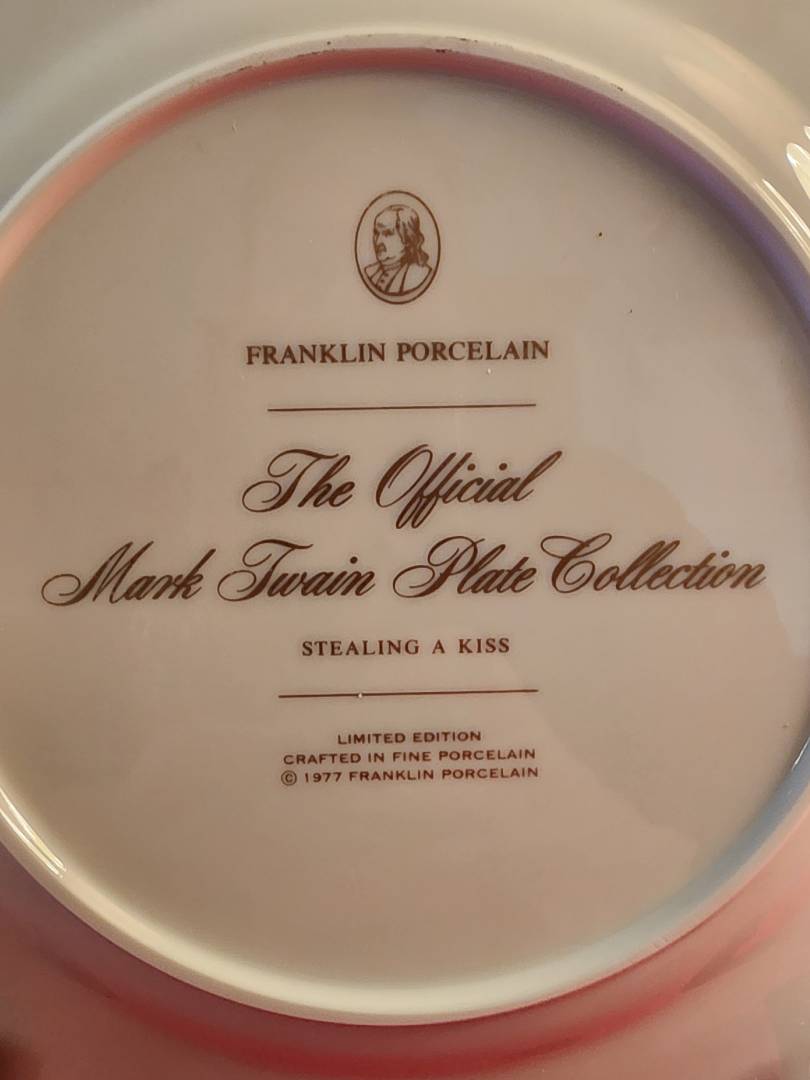 FRANKLIN PORCELAIN
The Official
Mark Twain Plate Collection
STEALING A KISS
LIMITED EDITION
CRAFTED IN FINE PORCELAIN
© 1977 FRANKLIN PORCELAIN